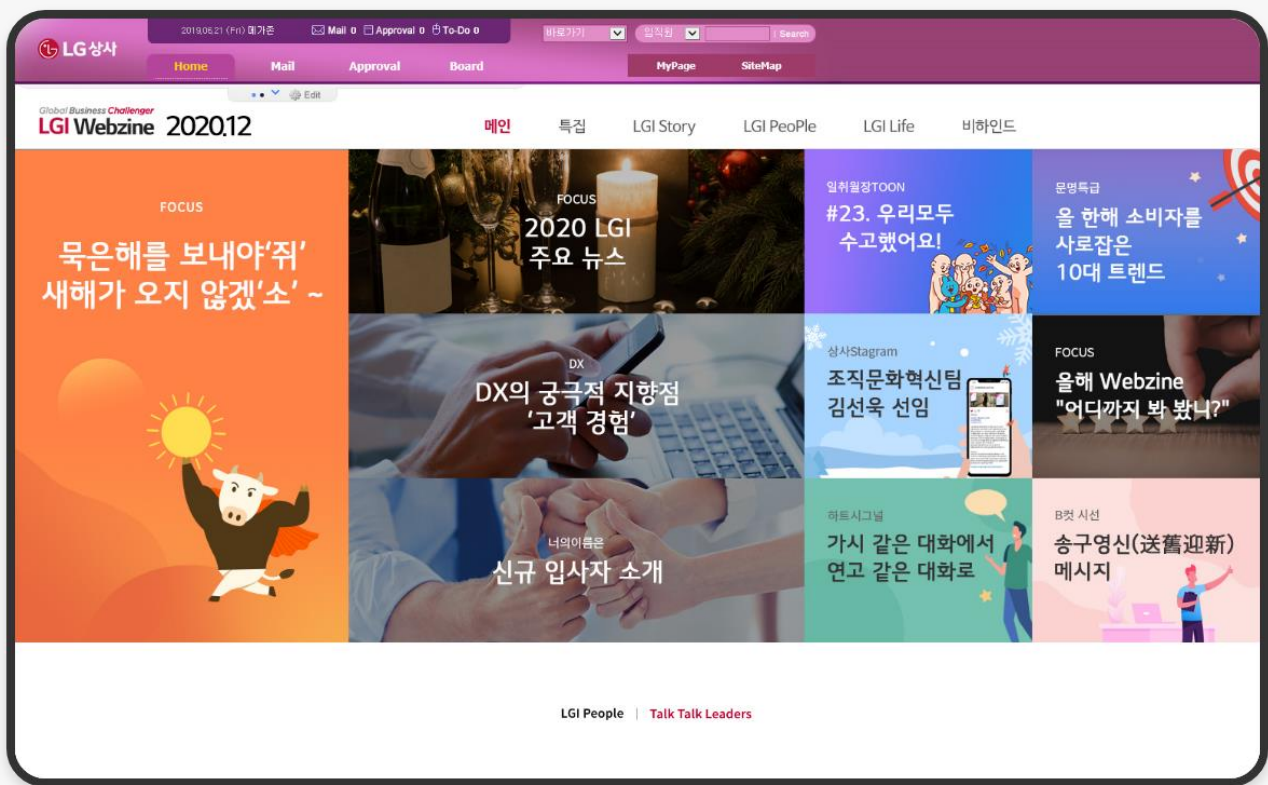 LG상사
2019.06.21 (Fri) 메가존
Mail 0 Approval 0 To-Do 0
바로가기
임직원
Search
Home Mail Approval Board MyPage SiteMap
Edit
Global Business Challenger
LGI Webzine 2020.12
메인 특집 LGI Story LGI PeoPle LGI Life 비하인드
FOCUS
묵은해를 보내야'쥐'
새해가 오지 않겠'소' ~
FOCUS
2020 LGI
주요 뉴스
일취월장TOON
#23. 우리모두
수고했어요!
문명특급
올 한해 소비자를
사로잡은
10대 트렌드
DX
DX의 궁극적 지향점
'고객 경험'
상사Stagram
조직문화혁신팀
김선욱 선임
FOCUS
올해 Webzine
"어디까지 봐 봤니?"
너의이름은
신규 입사자 소개
하트시그널
가시 같은 대화에서
연고 같은 대화로
B컷 시선
송구영신(送舊迎新)
메시지
LGI People | Talk Talk Leaders